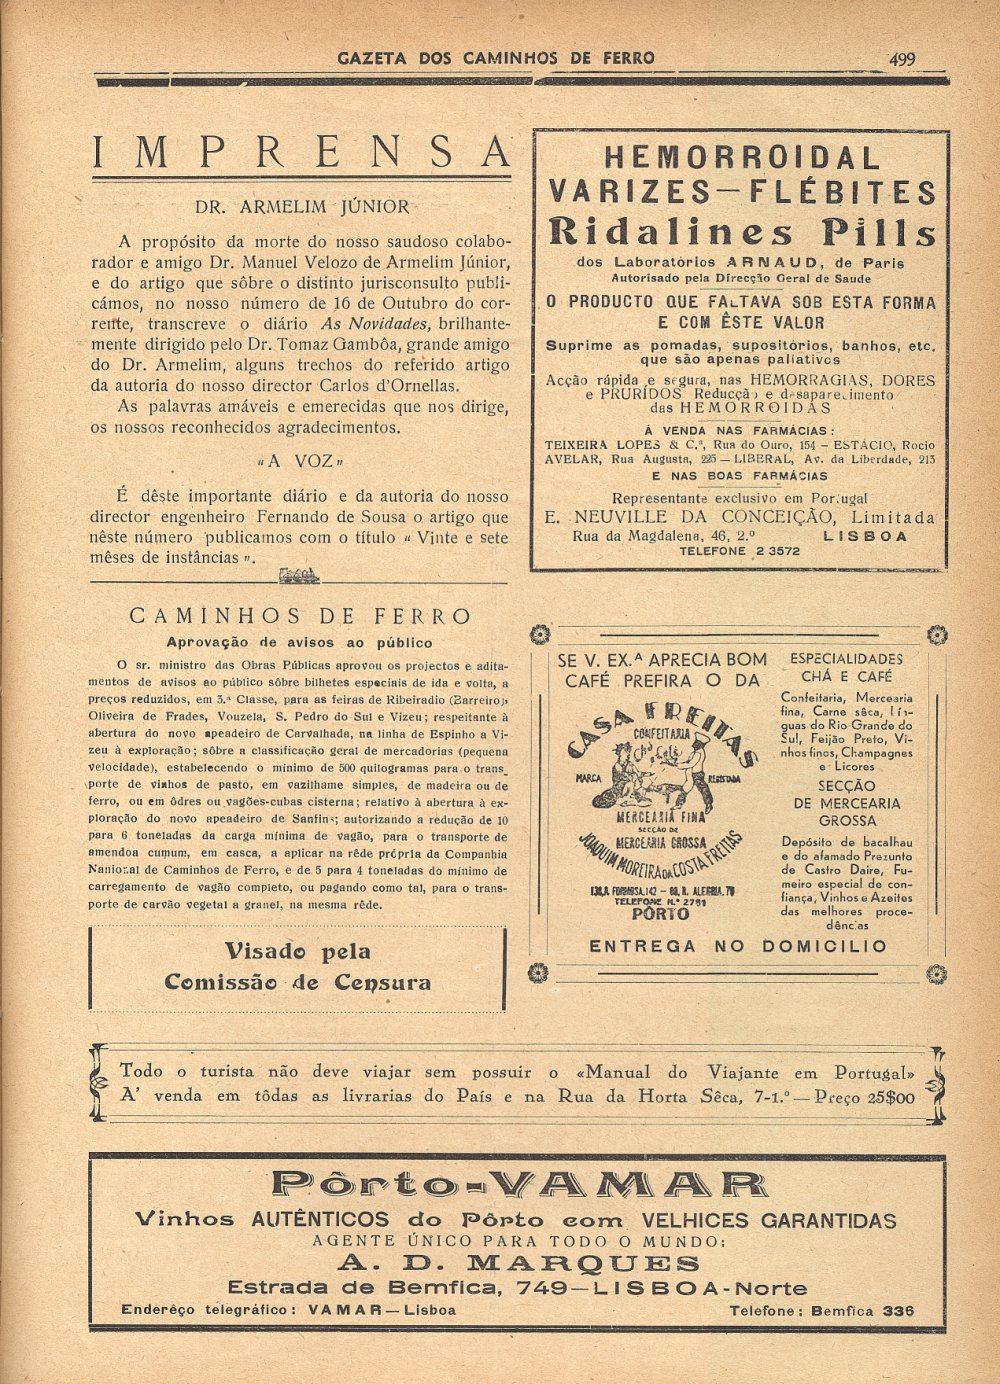 GAZETA DOS CAMINHOS DE FERRO
499
IMPRENSA
DR. ARMELIM JÚNIOR
A propósito da morte do nosso saudoso colabo-
rador e amigo Dr. Manuel Velozo de Armelim Júnior,
e do artigo que sôbre o distinto jurisconsulto publi-
cámos, no nosso número de 16 de Outubro do cor-
rente, transcreve o diário As Novidades, brilhante-
mente dirigido pelo Dr. Tomaz Gambôa, grande amigo
do Dr. Armelim, alguns trechos do referido artigo
da autoria do nosso director Carlos d'Ornellas.
As palavras amáveis e emerecidas que nos dirige,
os nossos reconhecidos agradecimentos.
«A VOZ»
É dêste importante diário e da autoria do nosso
director engenheiro Fernando de Sousa o artigo que
nêste número publicamos com o título «Vinte e sete
mêses de instâncias».
CAMINHOS DE FERRO
Aprovação de avisos ao público
O sr. ministro das Obras Públicas aprovou os projectos e adita-
mentos de avisos ao público sôbre bilhetes especiais de ida e volta, a
preços reduzidos, em 3.ª Classe, para as feiras de Ribeiradio (Barreiro),
Oliveira de Frades, Vouzela, S. Pedro do Sul e Vizeu; respeitante à
abertura do novo apeadeiro de Carvalhada, na linha de Espinho a Vi-
zeu à exploração; sôbre a classificação geral de mercadorias (pequena
velocidade), estabelecendo o mínimo de 500 quilogramas para o trans-
porte de vinhos de pasto, em vazilhame simples, de madeira ou de
ferro, ou em ôdres ou vagões-cubas cisterna; relativo à abertura à ex-
ploração do novo apeadeiro de Sanfins; autorizando a redução de 10
para 6 toneladas da carga mínima de vagão, para o transporte de
amendoa cumum, em casca, a aplicar na rêde própria da Companhia
Nanional de Caminhos de Ferro, e de 5 para 4 toneladas do mínimo de
carregamento de vagão completo, ou pagando como tal, para o trans-
porte de carvão vegetal a granel, na mesma rêde.
Visado pela
Comissão de Censura
HEMORROIDAL
VARIZES—FLÉBITES
Ridalines Pills
dos Laboratórios ARNAUD, de Paris
Autorisado pela Direcção Geral de Saude
O PRODUCTO QUE FALTAVA SOB ESTA FORMA
E COM ÊSTE VALOR
Suprime as pomadas, supositórios, banhos, etc.
que são apenas paliativos
Acção rápida e segura, nas HEMORRAGIAS, DORES
e PRURÍDOS Reducção e desaparecimento
das HEMORROIDAS
À VENDA NAS FARMÁCIAS:
TEIXEIRA LOPES & C.ª, Rua do Ouro, 154 — ESTÁCIO, Rocio
AVELAR, Rua Augusta, 225 — LIBERAL, Av. da Liberdade, 213
E NAS BOAS FARMÁCIAS
Representante exclusivo em Portugal
E. NEUVILLE DA CONCEIÇÃO, Limitada
Rua da Magdalena, 46, 2.º LISBOA
TELEFONE 2 3572
SE V. EX.ª APRECIA BOM
CAFÉ PREFIRA O DA
CASA FREITAS
CONFEITARIA
Chá Café
MARCA REGISTADA
MERCEARIA FINA
SECÇÃO DE
MERCEARIA GROSSA
JOAQUIM MOREIRA DA COSTA FREITAS
138, R. FORMOSA, 142 — 68, R. ALEGRIA, 70
TELEFONE N.º 2781
PÔRTO
ESPECIALIDADES
CHÁ E CAFÉ
Confeitaria, Mercearia
fina, Carne sêca, lín-
guas do Rio Grande do
Sul, Feijão Preto, Vi-
nhos finos, Champagnes
e Licores
SECÇÃO
DE MERCEARIA
GROSSA
Depósito de bacalhau
e do afamado Prezunto
de Castro Daire, Fu-
meiro especial de con-
fiança, Vinhos e Azeites
das melhores proce-
dências
ENTREGA NO DOMICILIO
Todo o turista não deve viajar sem possuir o «Manual do Viajante em Portugal»
A' venda em tôdas as livrarias do País e na Rua da Horta Sêca, 7-1.º — Preço 25$00
Pôrto-VAMAR
Vinhos AUTÊNTICOS do Pôrto com VELHICES GARANTIDAS
AGENTE ÚNICO PARA TODO O MUNDO:
A. D. MARQUES
Estrada de Bemfica, 749—LISBOA-Norte
Enderêço telegráfico: VAMAR—Lisboa Telefone: Bemfica 336